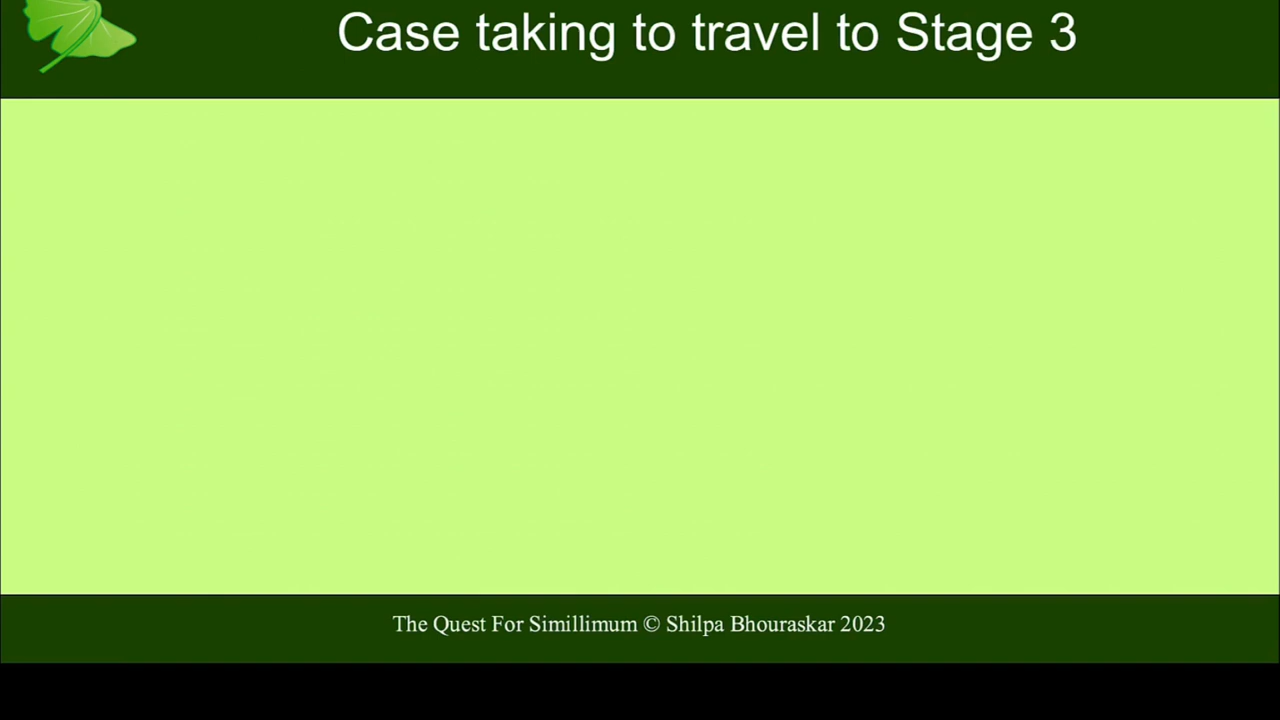 Case taking to travel to Stage 3
The Quest For Simillimum © Shilpa Bhouraskar 2023